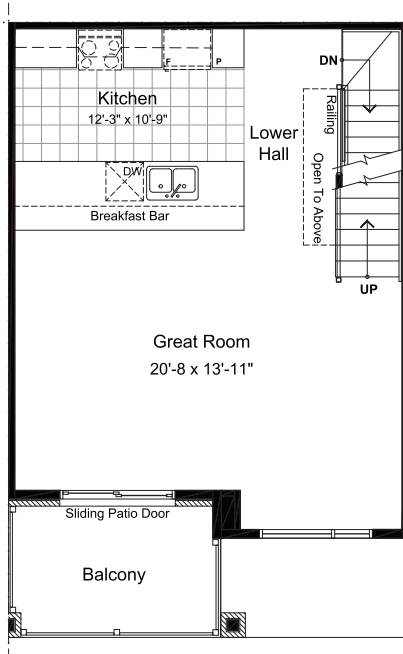 F
P
DN
Kitchen
12'-3" x 10'-9"
Railing
Lower
Hall
Open To Above
DW
Breakfast Bar
UP
Great Room
20'-8 x 13'-11"
Sliding Patio Door
Balcony